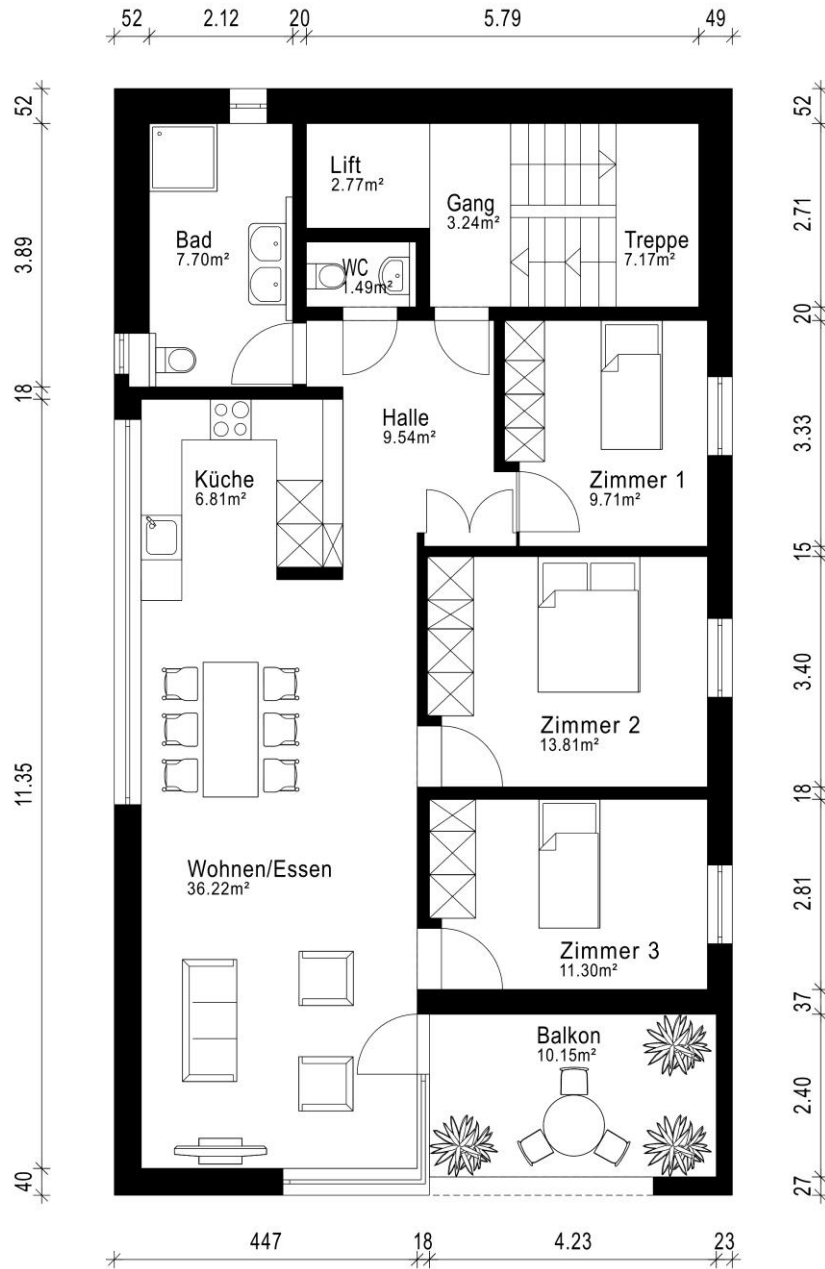 52 2.12 20 5.79 49
52
3.89
18
11.35
40
52
2.71
20
3.33
15
3.40
18
2.81
37
2.40
27
Lift
2.77m²
Gang
3.24m²
Bad
7.70m²
Treppe
7.17m²
WC
1.49m²
Halle
9.54m²
Küche
6.81m²
Zimmer 1
9.71m²
Zimmer 2
13.81m²
Wohnen/Essen
36.22m²
Zimmer 3
11.30m²
Balkon
10.15m²
447 18 4.23 23